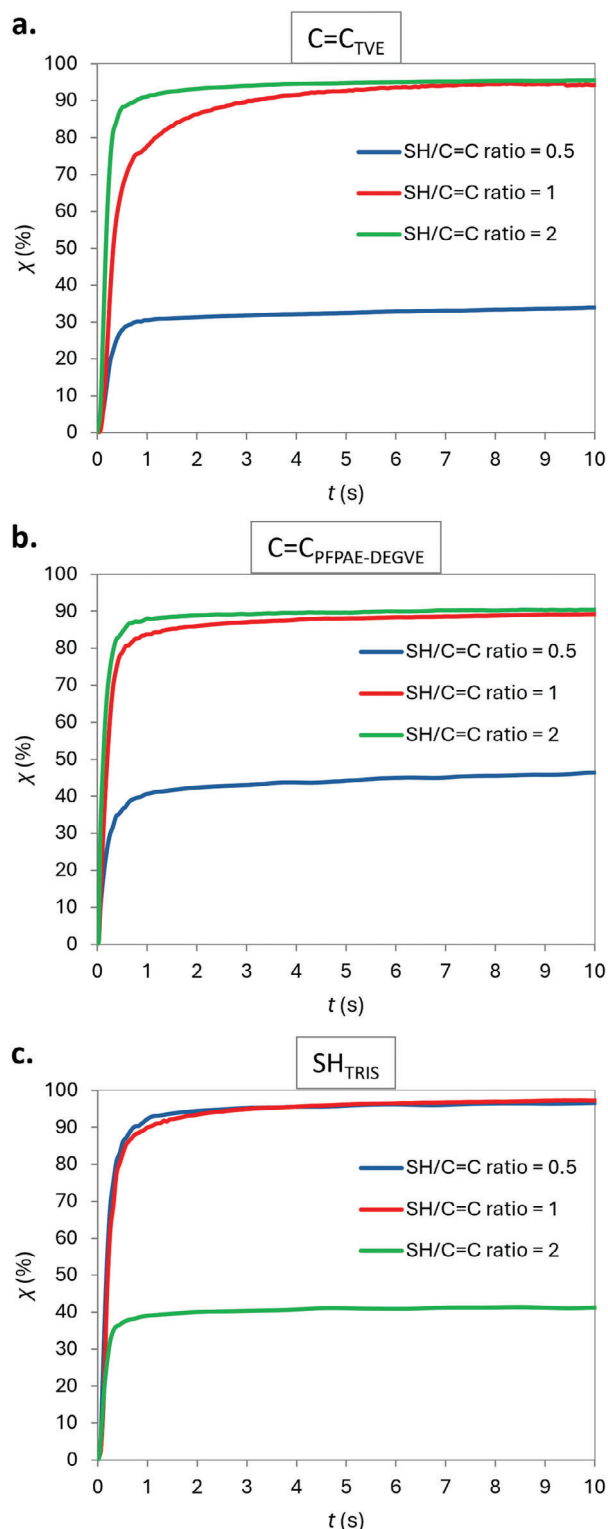 a.
C=C_TVE
100
90
80
70
60
50
40
30
20
10
0
χ (%)
SH/C=C ratio = 0.5
SH/C=C ratio = 1
SH/C=C ratio = 2
0 1 2 3 4 5 6 7 8 9 10
t (s)
b.
C=C_PFPAE-DEGVE
100
90
80
70
60
50
40
30
20
10
0
χ (%)
SH/C=C ratio = 0.5
SH/C=C ratio = 1
SH/C=C ratio = 2
0 1 2 3 4 5 6 7 8 9 10
t (s)
c.
SH_TRIS
100
90
80
70
60
50
40
30
20
10
0
χ (%)
SH/C=C ratio = 0.5
SH/C=C ratio = 1
SH/C=C ratio = 2
0 1 2 3 4 5 6 7 8 9 10
t (s)